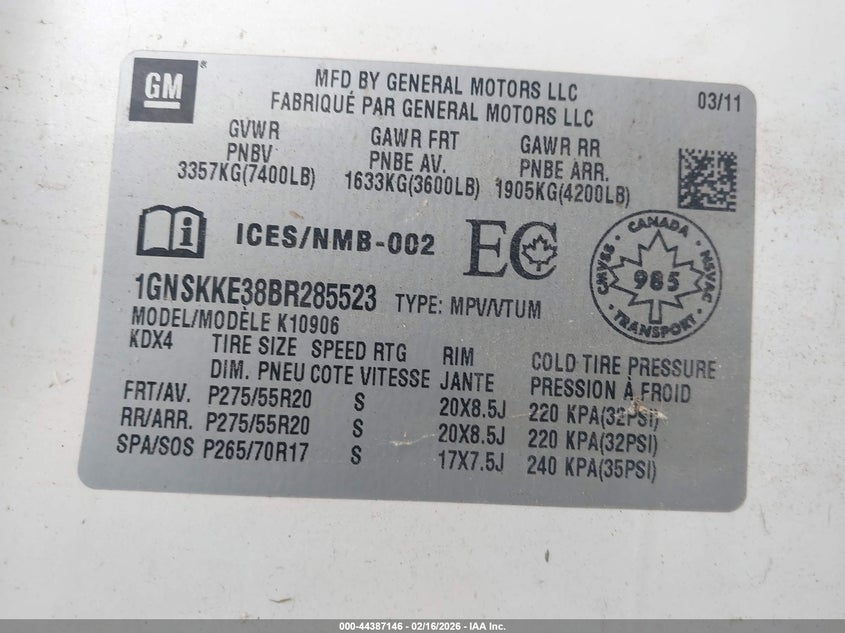 GM
MFD BY GENERAL MOTORS LLC
FABRIQUÉ PAR GENERAL MOTORS LLC
03/11
GVWR GAWR FRT GAWR RR
PNBV PNBE AV. PNBE ARR.
3357KG(7400LB) 1633KG(3600LB) 1905KG(4200LB)
ICES/NMB-002 EC
CANADA
CMVSS 985 NSVAC
TRANSPORT
1GNSKKE38BR285523 TYPE: MPV/VTUM
MODEL/MODÈLE K10906
KDX4 TIRE SIZE SPEED RTG RIM COLD TIRE PRESSURE
DIM. PNEU COTE VITESSE JANTE PRESSION À FROID
FRT/AV. P275/55R20 S 20X8.5J 220 KPA(32PSI)
RR/ARR. P275/55R20 S 20X8.5J 220 KPA(32PSI)
SPA/SOS P265/70R17 S 17X7.5J 240 KPA(35PSI)
000-44387146 - 02/16/2026 - IAA Inc.